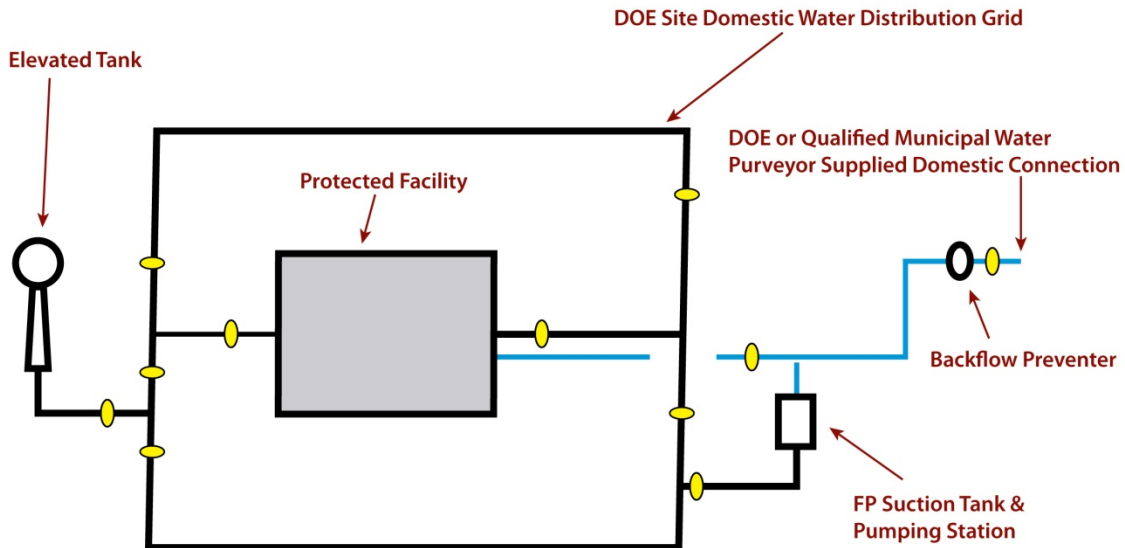 DOE Site Domestic Water Distribution Grid
Elevated Tank
DOE or Qualified Municipal Water
Purveyor Supplied Domestic Connection
Protected Facility
Backflow Preventer
FP Suction Tank &
Pumping Station